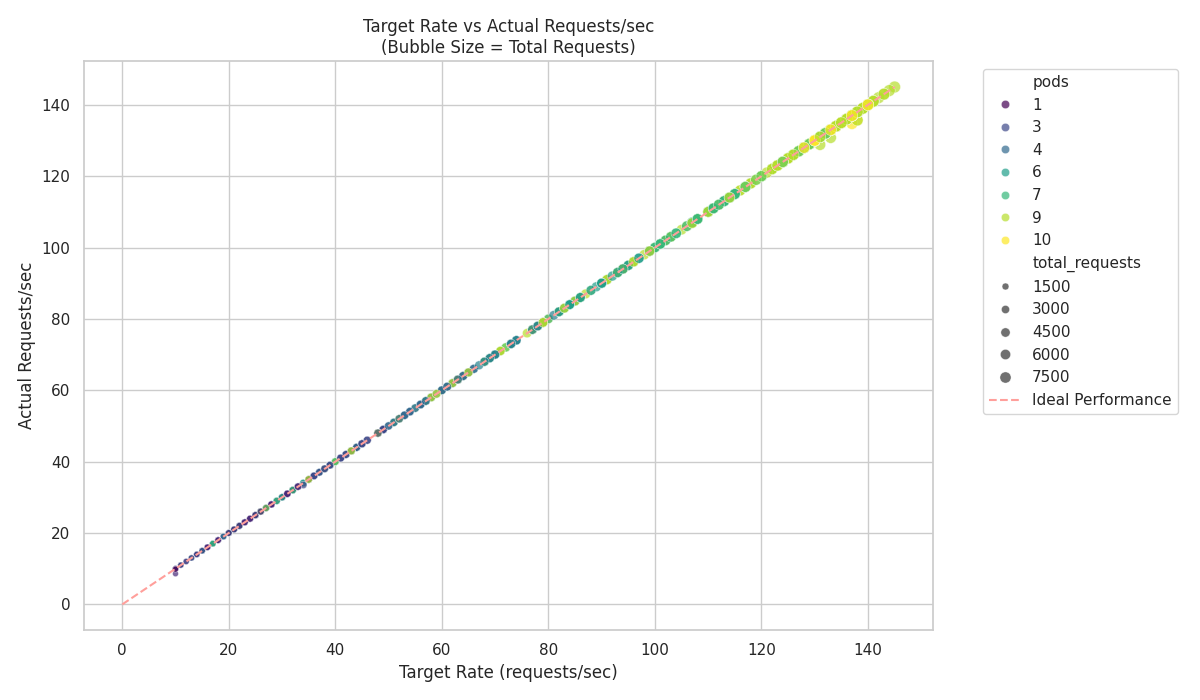 Target Rate vs Actual Requests/sec
(Bubble Size = Total Requests)
Actual Requests/sec
140
120
100
80
60
40
20
0
0 20 40 60 80 100 120 140
Target Rate (requests/sec)
pods
1
3
4
6
7
9
10
total_requests
1500
3000
4500
6000
7500
Ideal Performance